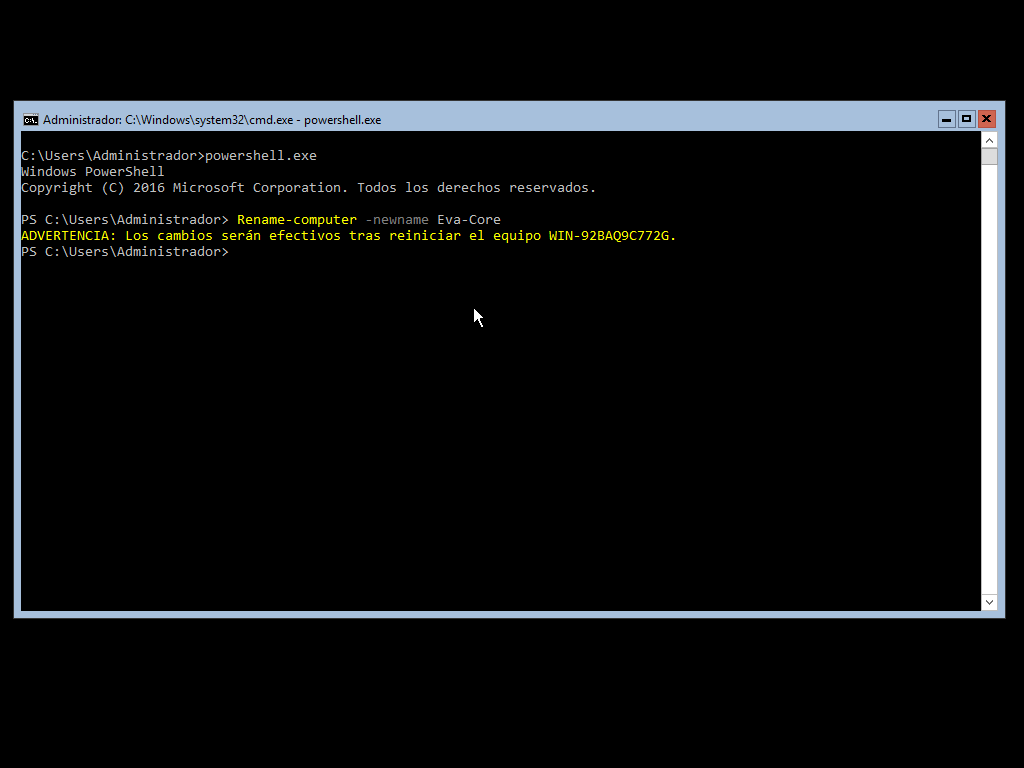 Administrador: C:\Windows\system32\cmd.exe - powershell.exe
C:\Users\Administrador>powershell.exe
Windows PowerShell
Copyright (C) 2016 Microsoft Corporation. Todos los derechos reservados.
PS C:\Users\Administrador> Rename-computer -newname Eva-Core
ADVERTENCIA: Los cambios serán efectivos tras reiniciar el equipo WIN-92BAQ9C772G.
PS C:\Users\Administrador>